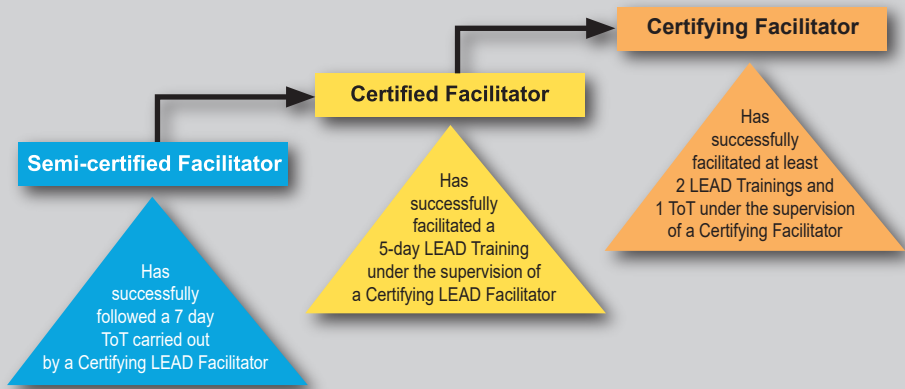 Certifying Facilitator
Certified Facilitator
Semi-certified Facilitator
Has
successfully
facilitated at least
2 LEAD Trainings and
1 ToT under the supervision
of a Certifying Facilitator
Has
successfully
facilitated a
5-day LEAD Training
under the supervision of
a Certifying LEAD Facilitator
Has
successfully
followed a 7 day
ToT carried out
by a Certifying LEAD Facilitator